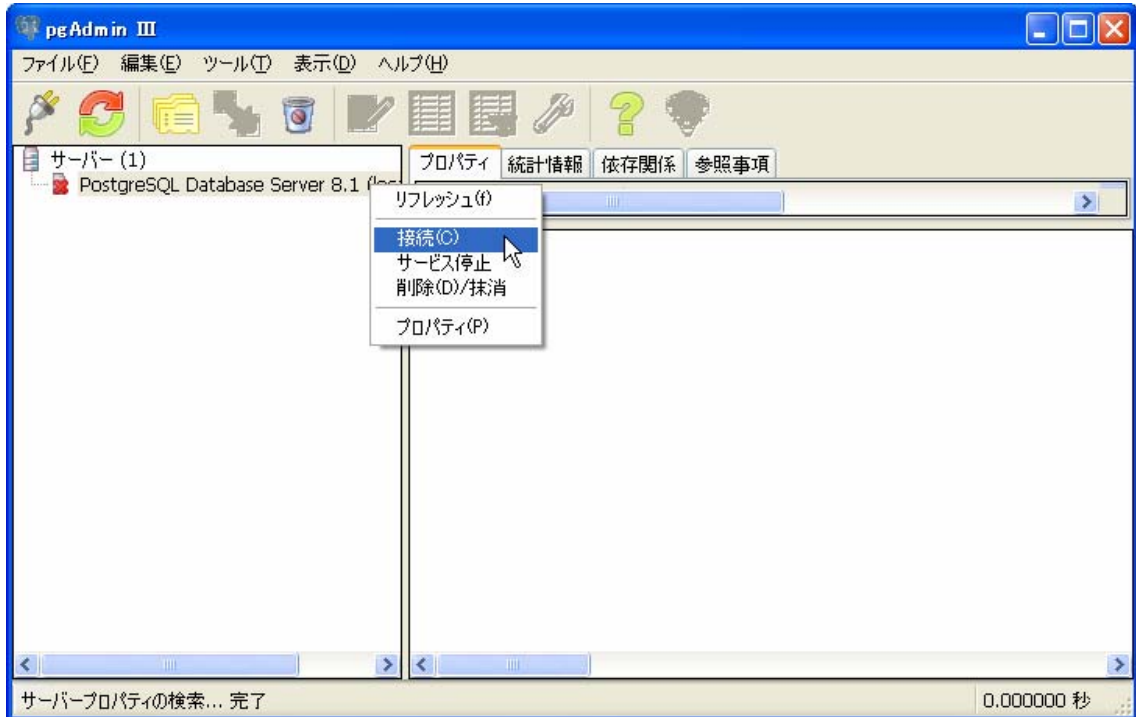 pgAdmin III
ファイル(F) 編集(E) ツール(T) 表示(D) ヘルプ(H)
サーバー (1)
PostgreSQL Database Server 8.1
プロパティ 統計情報 依存関係 参照事項
リフレッシュ(f)
接続(C)
サービス停止
削除(D)/抹消
プロパティ(P)
サーバープロパティの検索... 完了
0.000000 秒